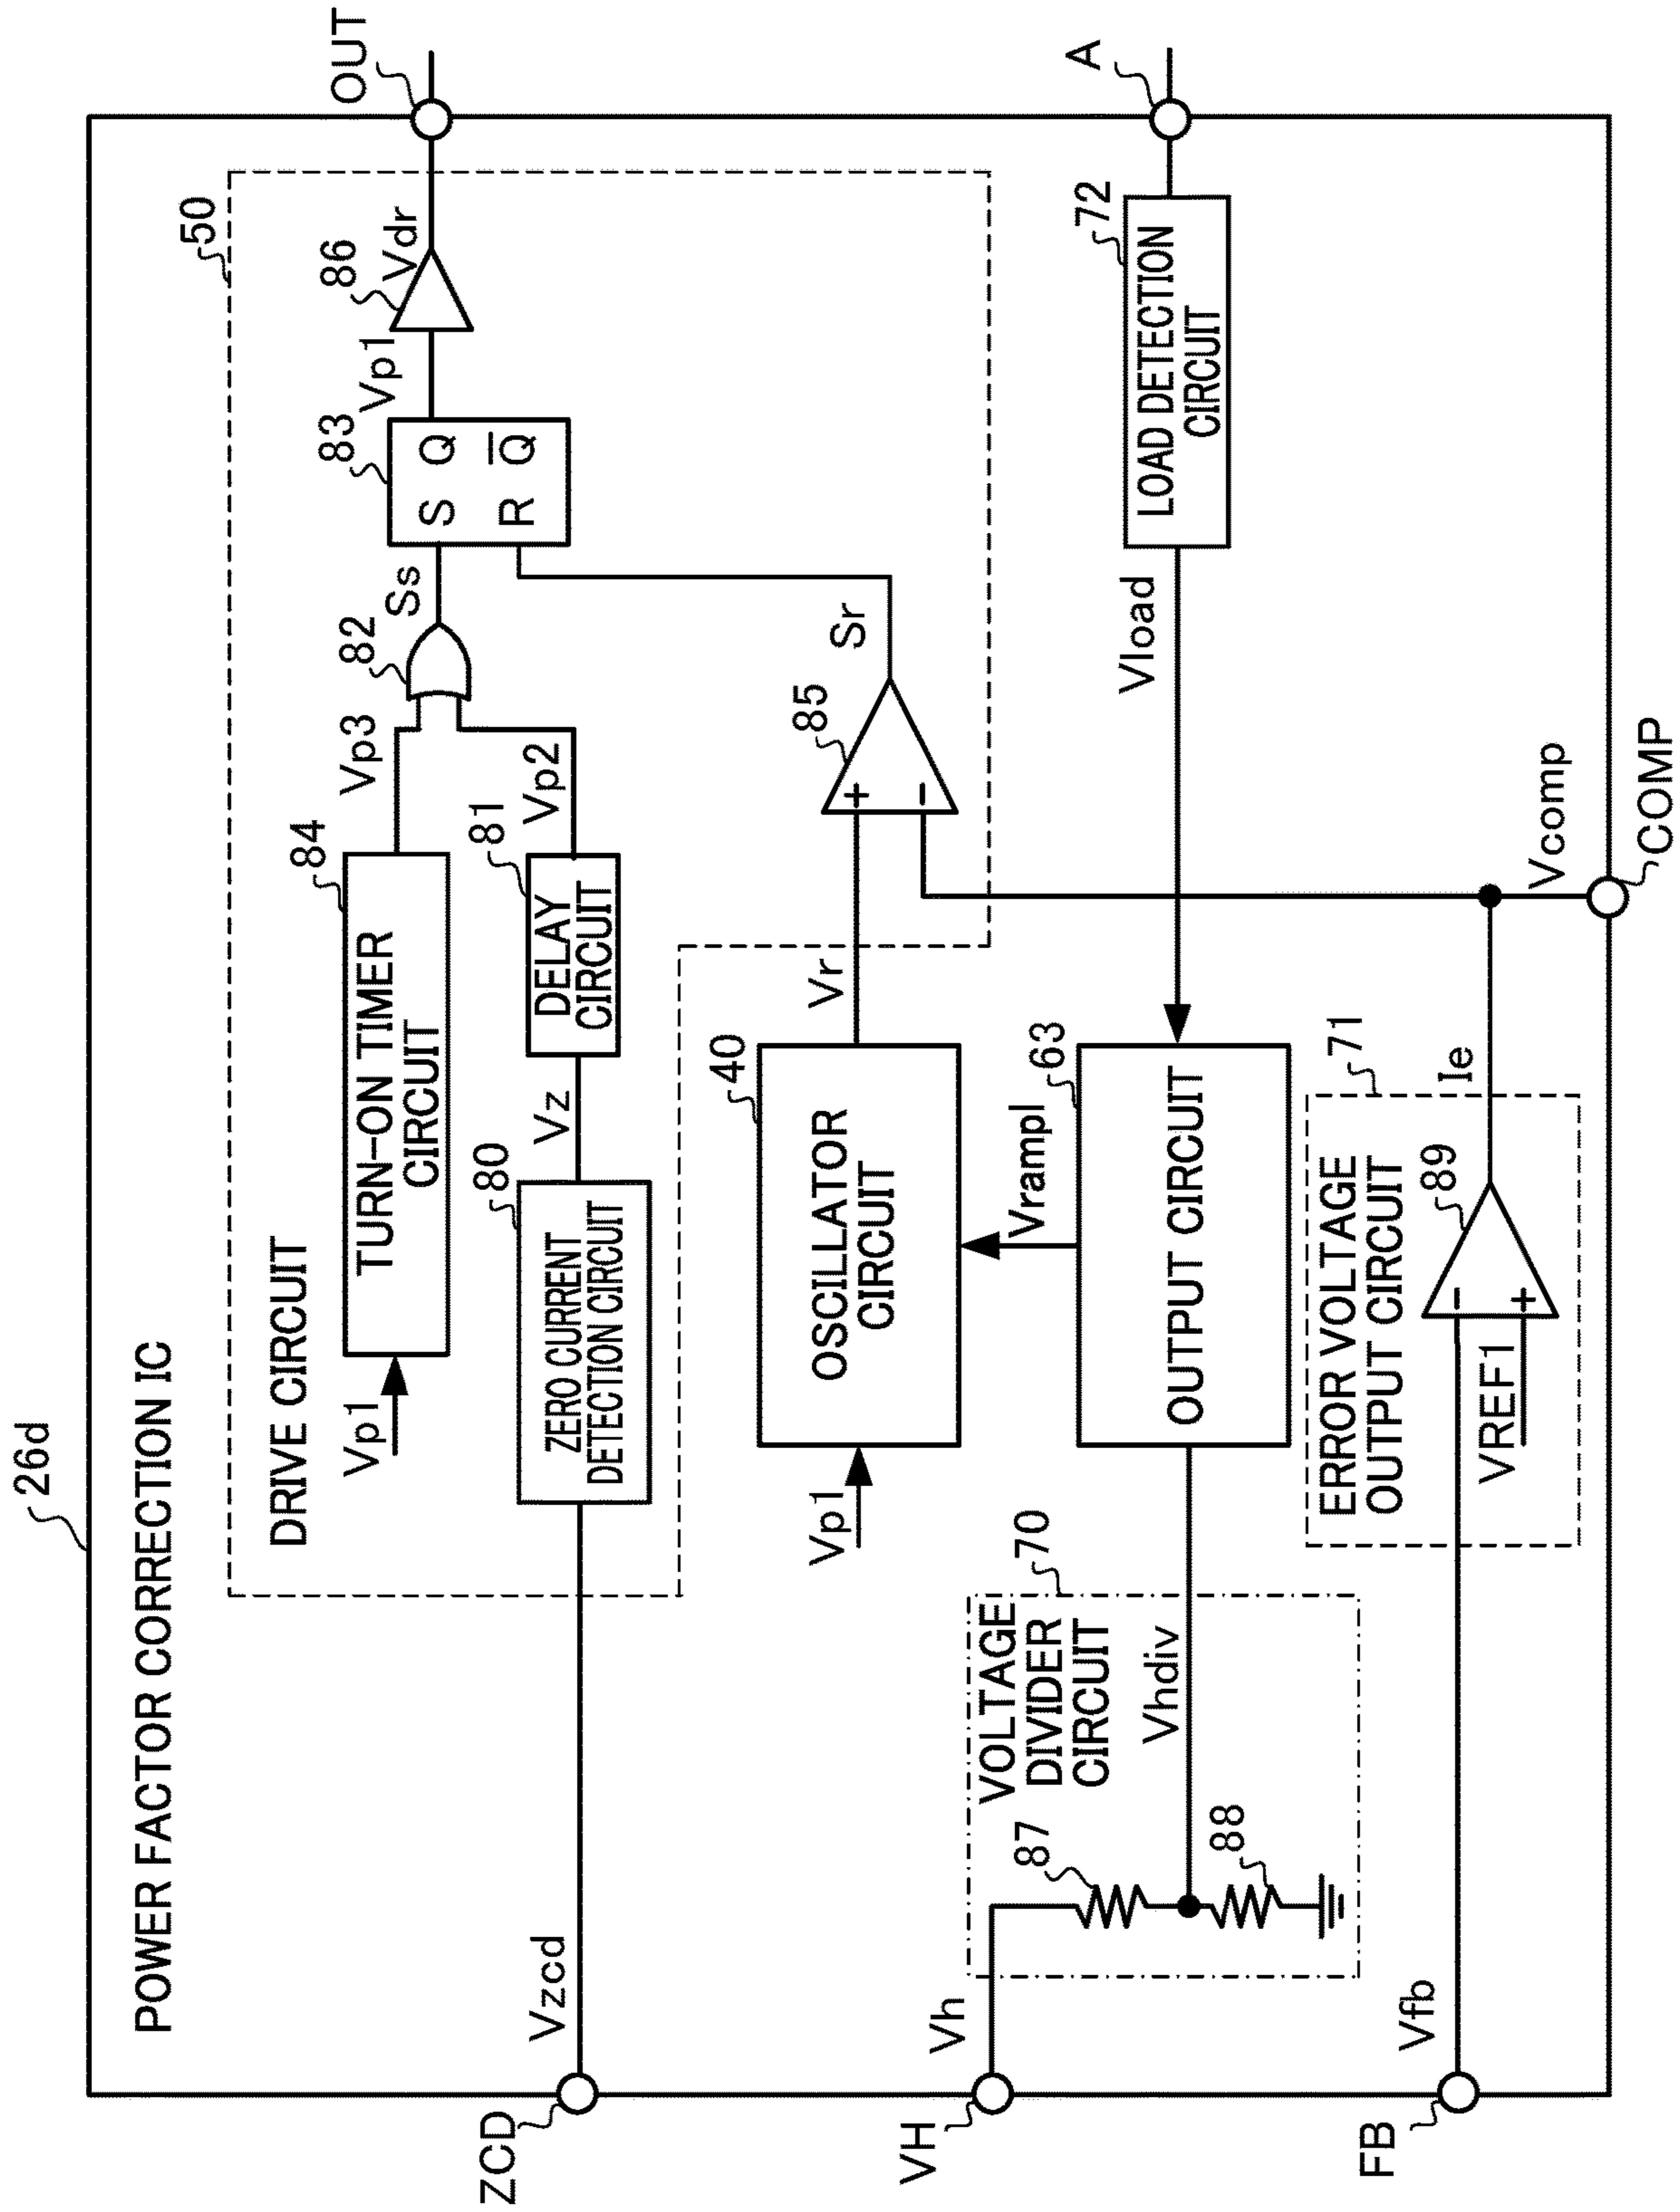 26d
POWER FACTOR CORRECTION IC
50
DRIVE CIRCUIT
84
Vp1
TURN-ON TIMER
CIRCUIT
Vp3
82
Ss
83
S Q
R Q
Vp1
86
Vdr
OUT
ZCD
Vzcd
80
ZERO CURRENT
DETECTION CIRCUIT
Vz
81
DELAY
CIRCUIT
Vp2
40
Vp1
OSCILLATOR
CIRCUIT
Vr
85
+
−
Sr
Vrampl
VH
Vh
70
VOLTAGE
DIVIDER
CIRCUIT
87
88
Vhdiv
63
OUTPUT CIRCUIT
Vload
72
LOAD DETECTION
CIRCUIT
A
71
ERROR VOLTAGE
OUTPUT CIRCUIT
FB
Vfb
VREF1
−
+
89
Ie
Vcomp
COMP